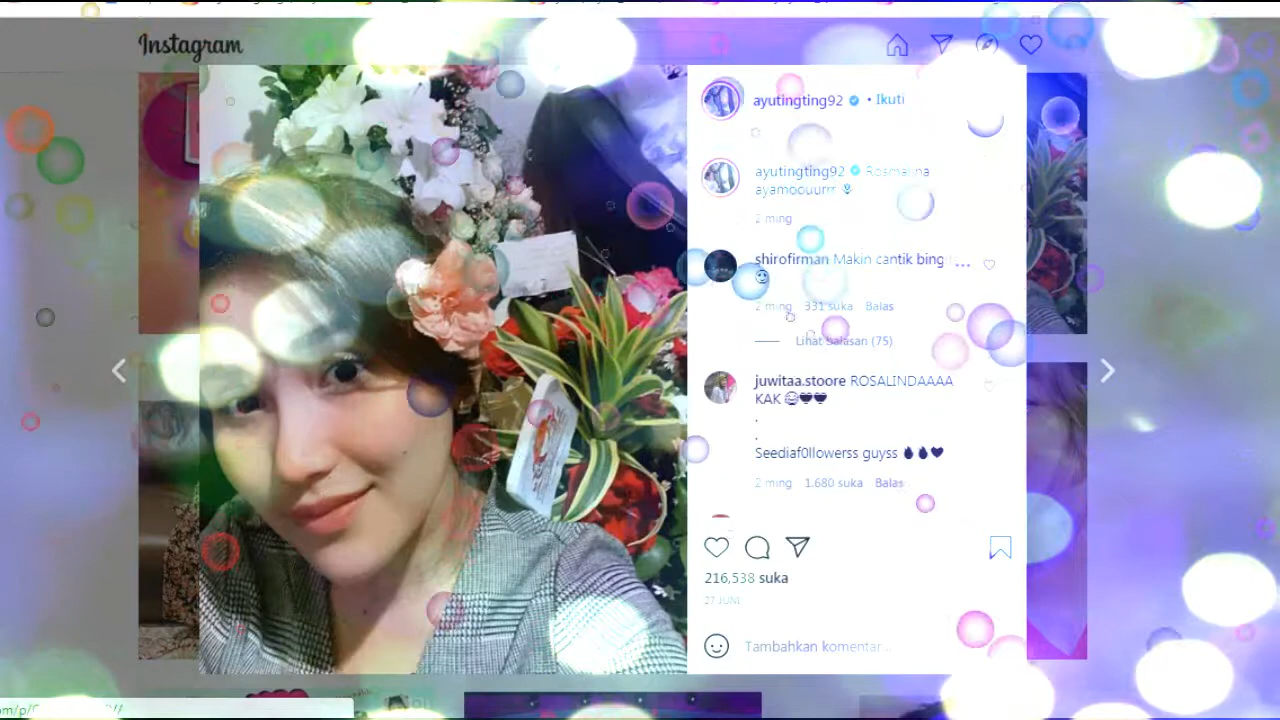 Instagram
ayutingting92 • Ikuti
ayutingting92 Rosmalina
ayamoouurrr
2 ming
shirofirman Makin cantik bing
2 ming 331 suka Balas
Lihat balasan (75)
juwitaa.stoore ROSALINDAAAA
KAK
.
.
Seediaf0llowerss guyss
2 ming 1.680 suka Balas
216,538 suka
27 JUNI
Tambahkan komentar...